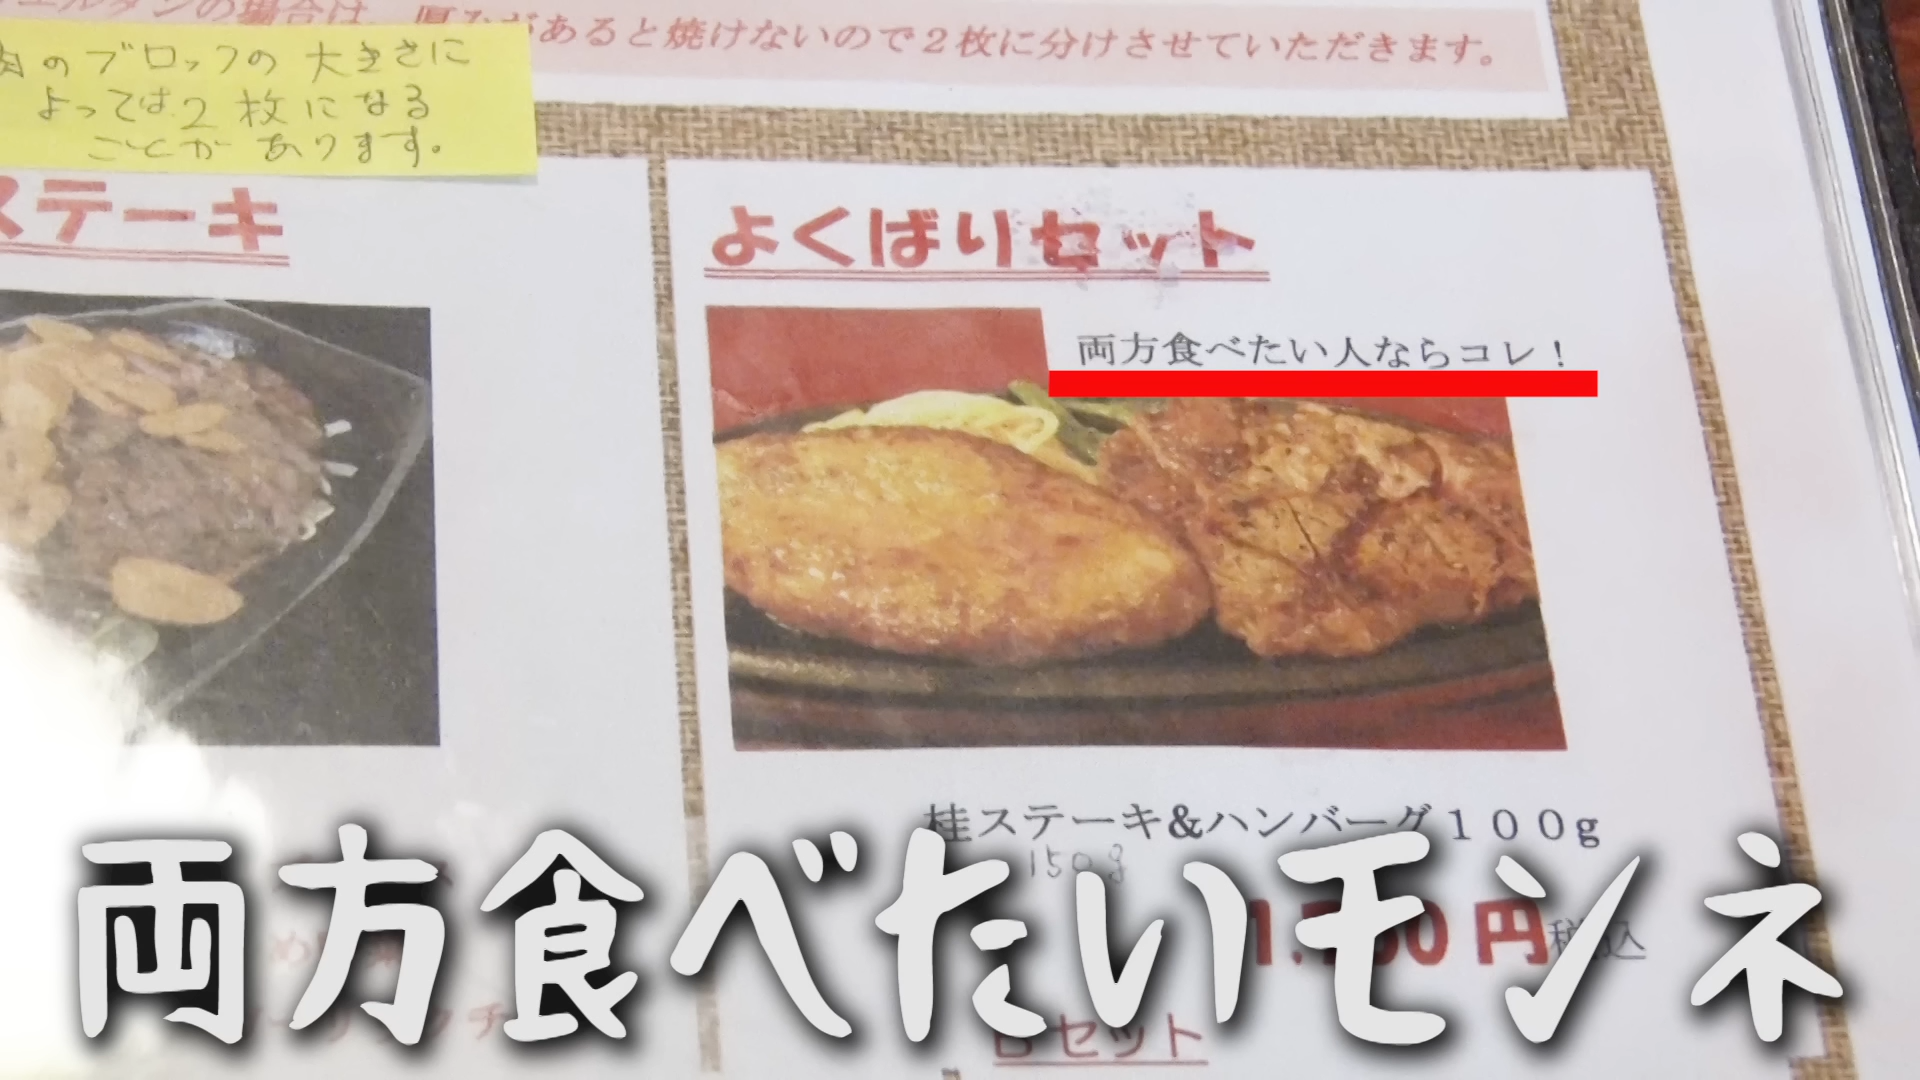 があると焼けないので２枚に分けさせていただきます。
のブロックの大きさに
よっては２枚になる
ことがあります。
ステーキ
よくばりセット
両方食べたい人ならコレ！
桂ステーキ&ハンバーグ１００g
150g
円税込
両方食べたいモンネ
Bセット